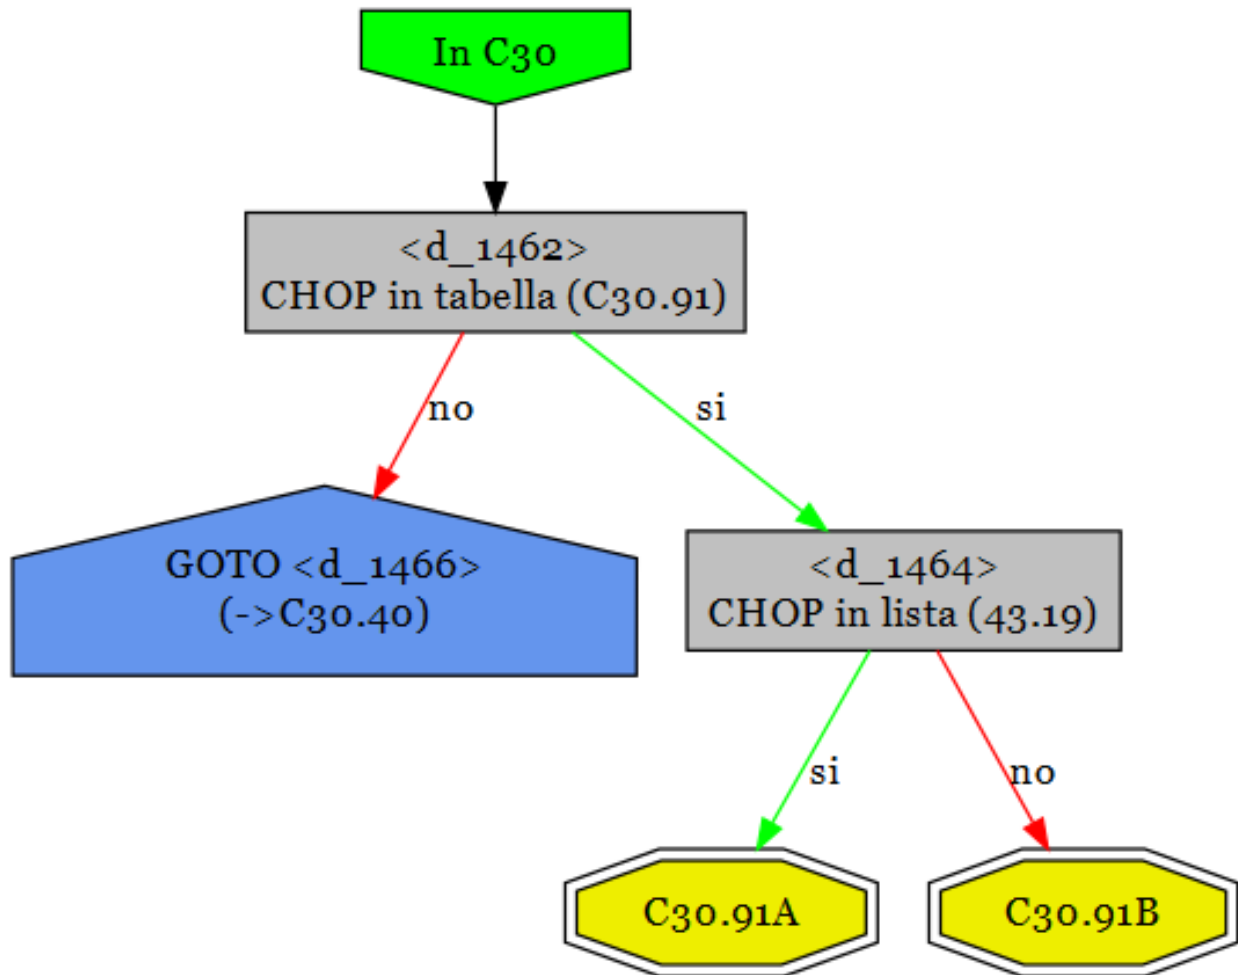 In C30
<d_1462>
CHOP in tabella (C30.91)
no
si
GOTO <d_1466>
(->C30.40)
<d_1464>
CHOP in lista (43.19)
si
no
C30.91A
C30.91B